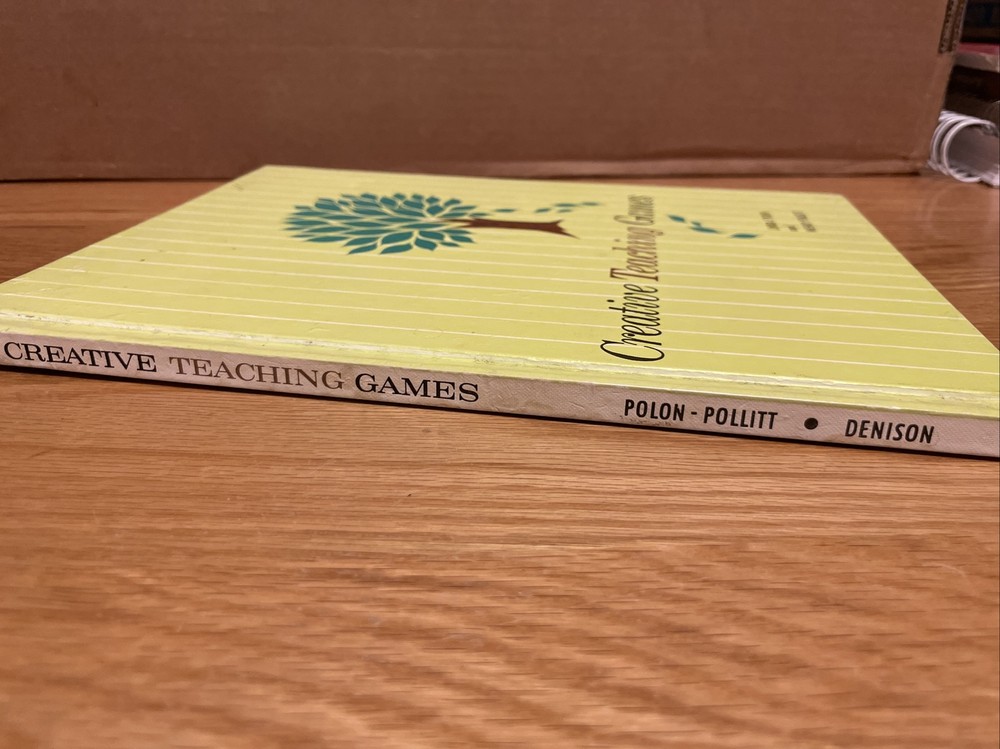 Creative Teaching Games
CREATIVE TEACHING GAMES POLON - POLLITT • DENISON